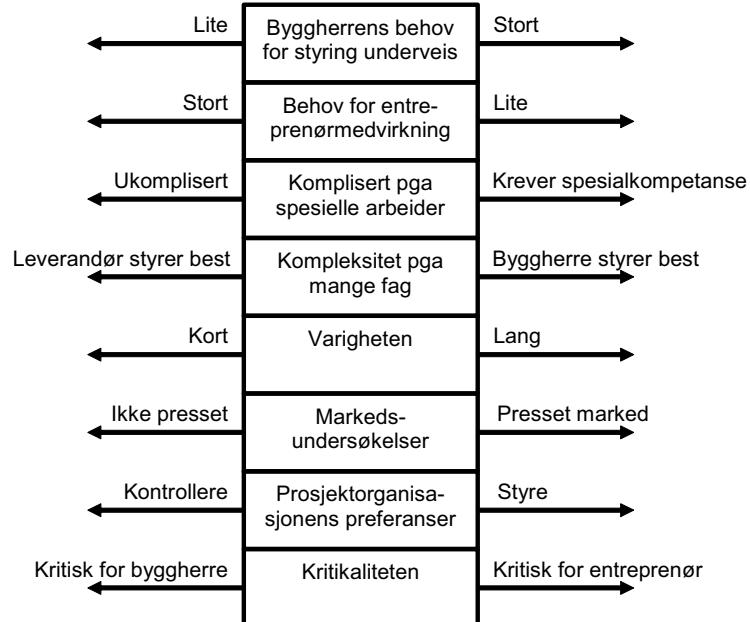 Lite
Byggherrens behov
for styring underveis
Stort
Stort
Behov for entre-
prenørmedvirkning
Lite
Ukomplisert
Komplisert pga
spesielle arbeider
Krever spesialkompetanse
Leverandør styrer best
Kompleksitet pga
mange fag
Byggherre styrer best
Kort
Varigheten
Lang
Ikke presset
Markeds-
undersøkelser
Presset marked
Kontrollere
Prosjektorganisa-
sjonens preferanser
Styre
Kritisk for byggherre
Kritikaliteten
Kritisk for entreprenør